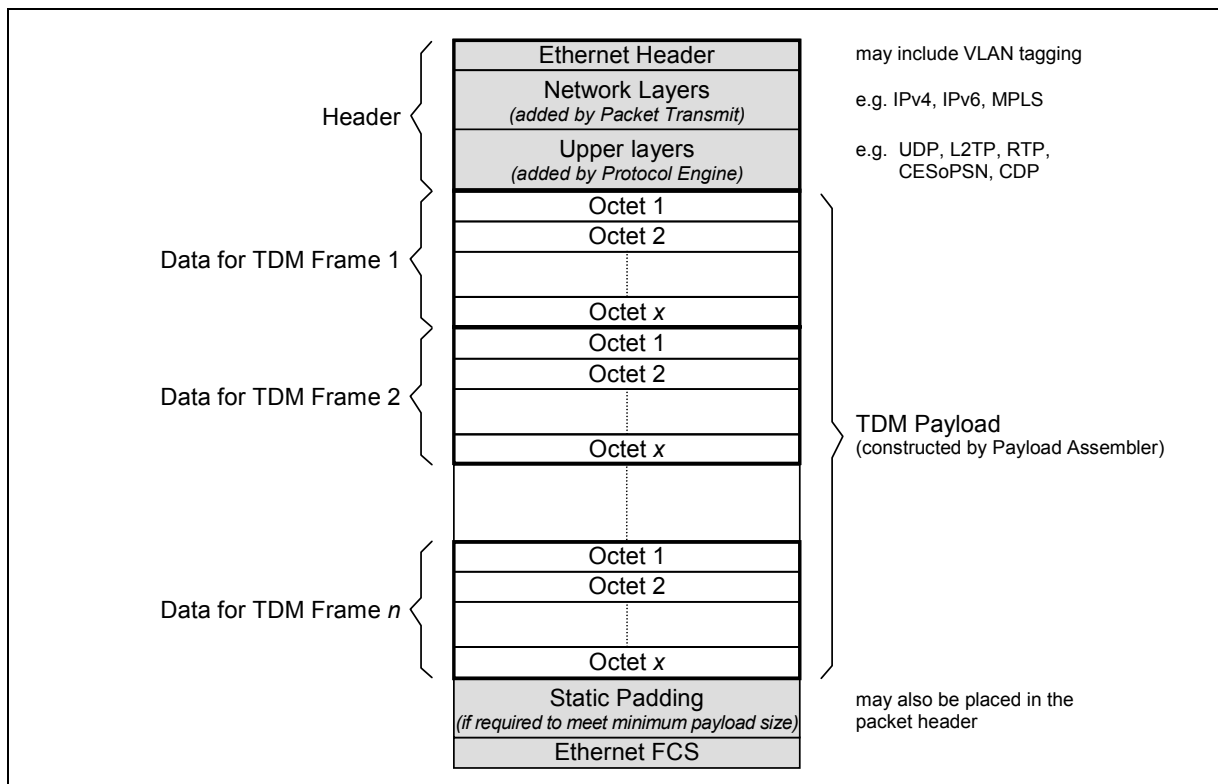 Ethernet Header
may include VLAN tagging
Header
Network Layers
(added by Packet Transmit)
e.g. IPv4, IPv6, MPLS
Upper layers
(added by Protocol Engine)
e.g. UDP, L2TP, RTP,
CESoPSN, CDP
Data for TDM Frame 1
Octet 1
Octet 2
Octet x
Data for TDM Frame 2
Octet 1
Octet 2
Octet x
TDM Payload
(constructed by Payload Assembler)
Data for TDM Frame n
Octet 1
Octet 2
Octet x
Static Padding
(if required to meet minimum payload size)
may also be placed in the
packet header
Ethernet FCS